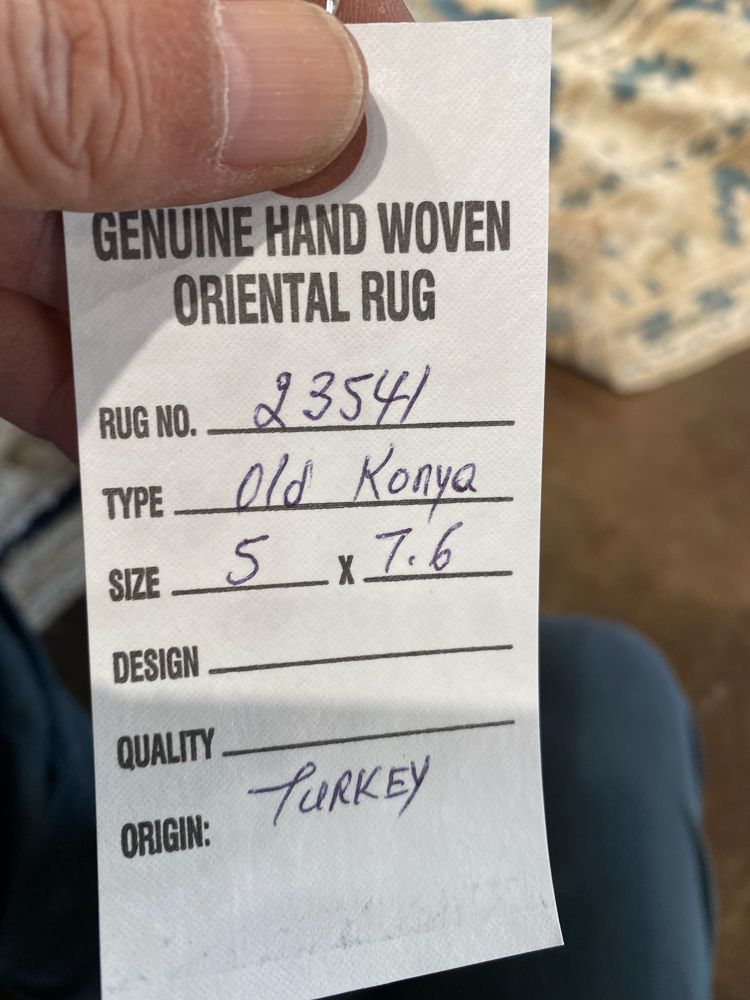 GENUINE HAND WOVEN
ORIENTAL RUG
RUG NO. 23541
TYPE Old Konya
SIZE 5 X 7.6
DESIGN
QUALITY
ORIGIN: TURKEY